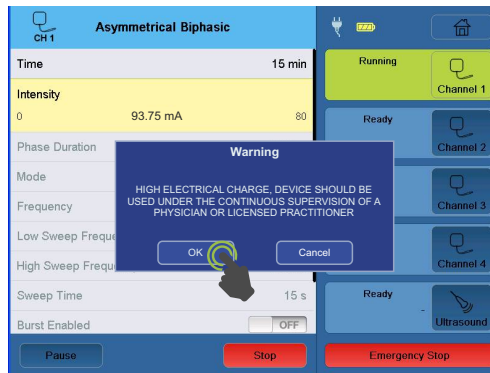 CH 1
Asymmetrical Biphasic
Time 15 min
Intensity
0 93.75 mA 80
Phase Duration
Mode
Frequency
Low Sweep Freque
High Sweep Frequ
Sweep Time 15 s
Burst Enabled OFF
Pause Stop
Warning
HIGH ELECTRICAL CHARGE, DEVICE SHOULD BE
USED UNDER THE CONTINUOUS SUPERVISION OF A
PHYSICIAN OR LICENSED PRACTITIONER
OK Cancel
Running
Channel 1
Ready
Channel 2
Channel 3
Channel 4
Ready
-
Ultrasound
Emergency Stop